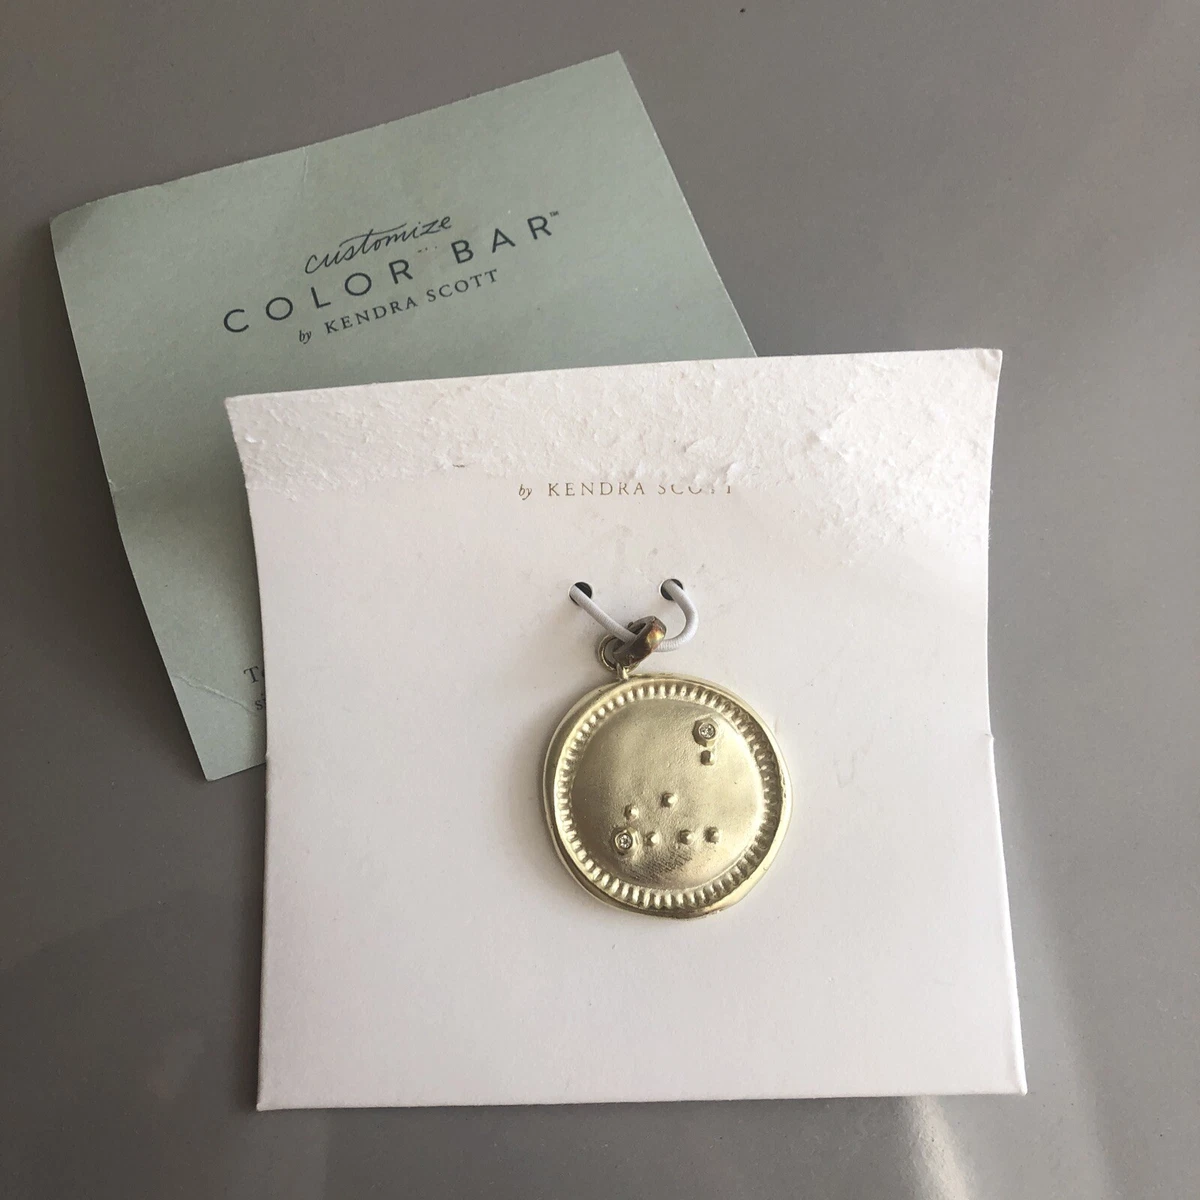 customize
COLOR BAR™
by KENDRA SCOTT
by KENDRA SCOTT